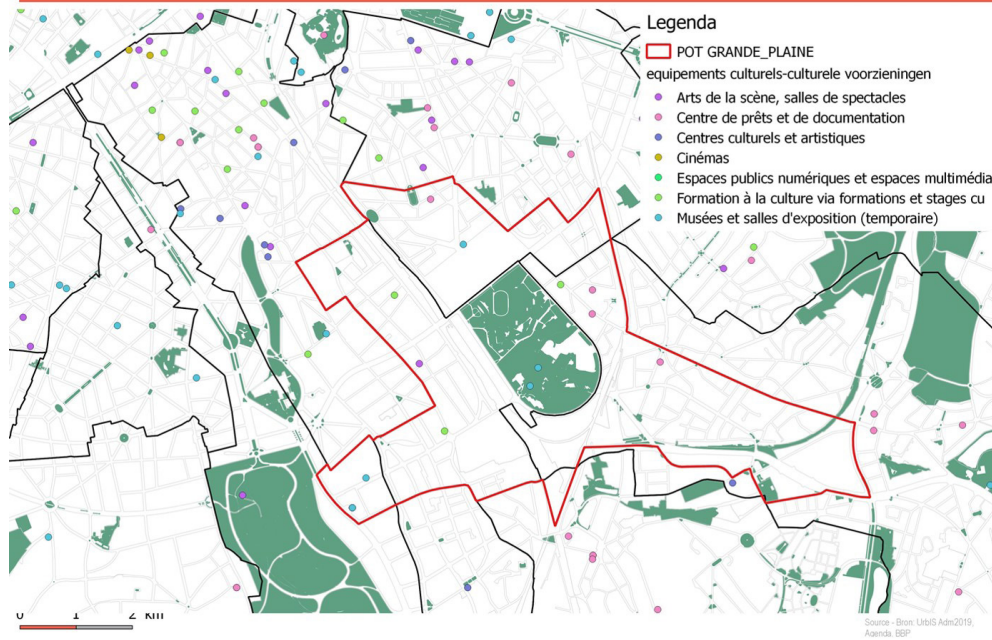 Legenda
POT GRANDE_PLAINE
equipements culturels-culturele voorzieningen
Arts de la scène, salles de spectacles
Centre de prêts et de documentation
Centres culturels et artistiques
Cinémas
Espaces publics numériques et espaces multimédia
Formation à la culture via formations et stages cu
Musées et salles d'exposition (temporaire)
0 1 2 km
Source - Bron: UrbIS Adm2019,
Agenda, BBP